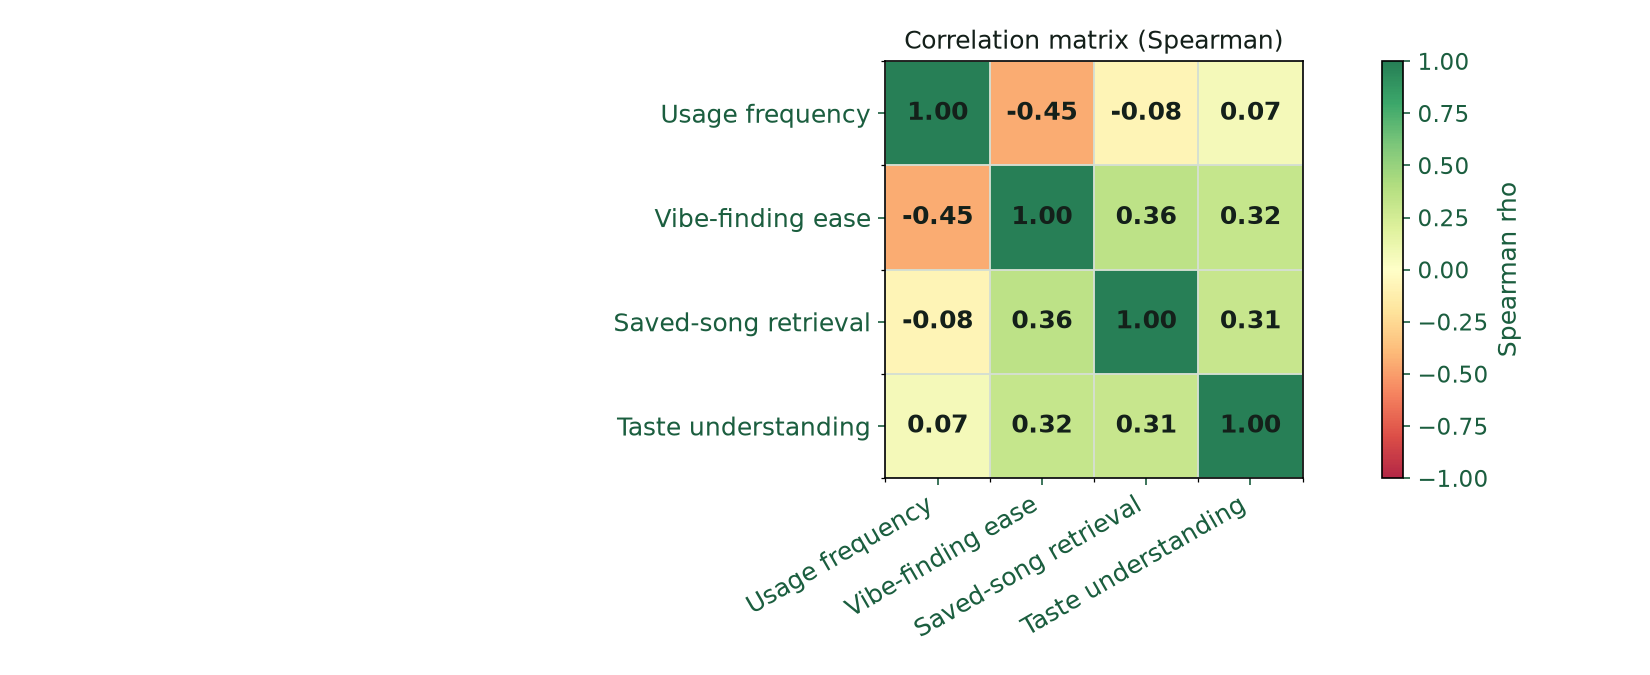 Correlation matrix (Spearman)
Usage frequency 1.00 -0.45 -0.08 0.07
Vibe-finding ease -0.45 1.00 0.36 0.32
Saved-song retrieval -0.08 0.36 1.00 0.31
Taste understanding 0.07 0.32 0.31 1.00
Usage frequency
Vibe-finding ease
Saved-song retrieval
Taste understanding
1.00
0.75
0.50
0.25
0.00
−0.25
−0.50
−0.75
−1.00
Spearman rho